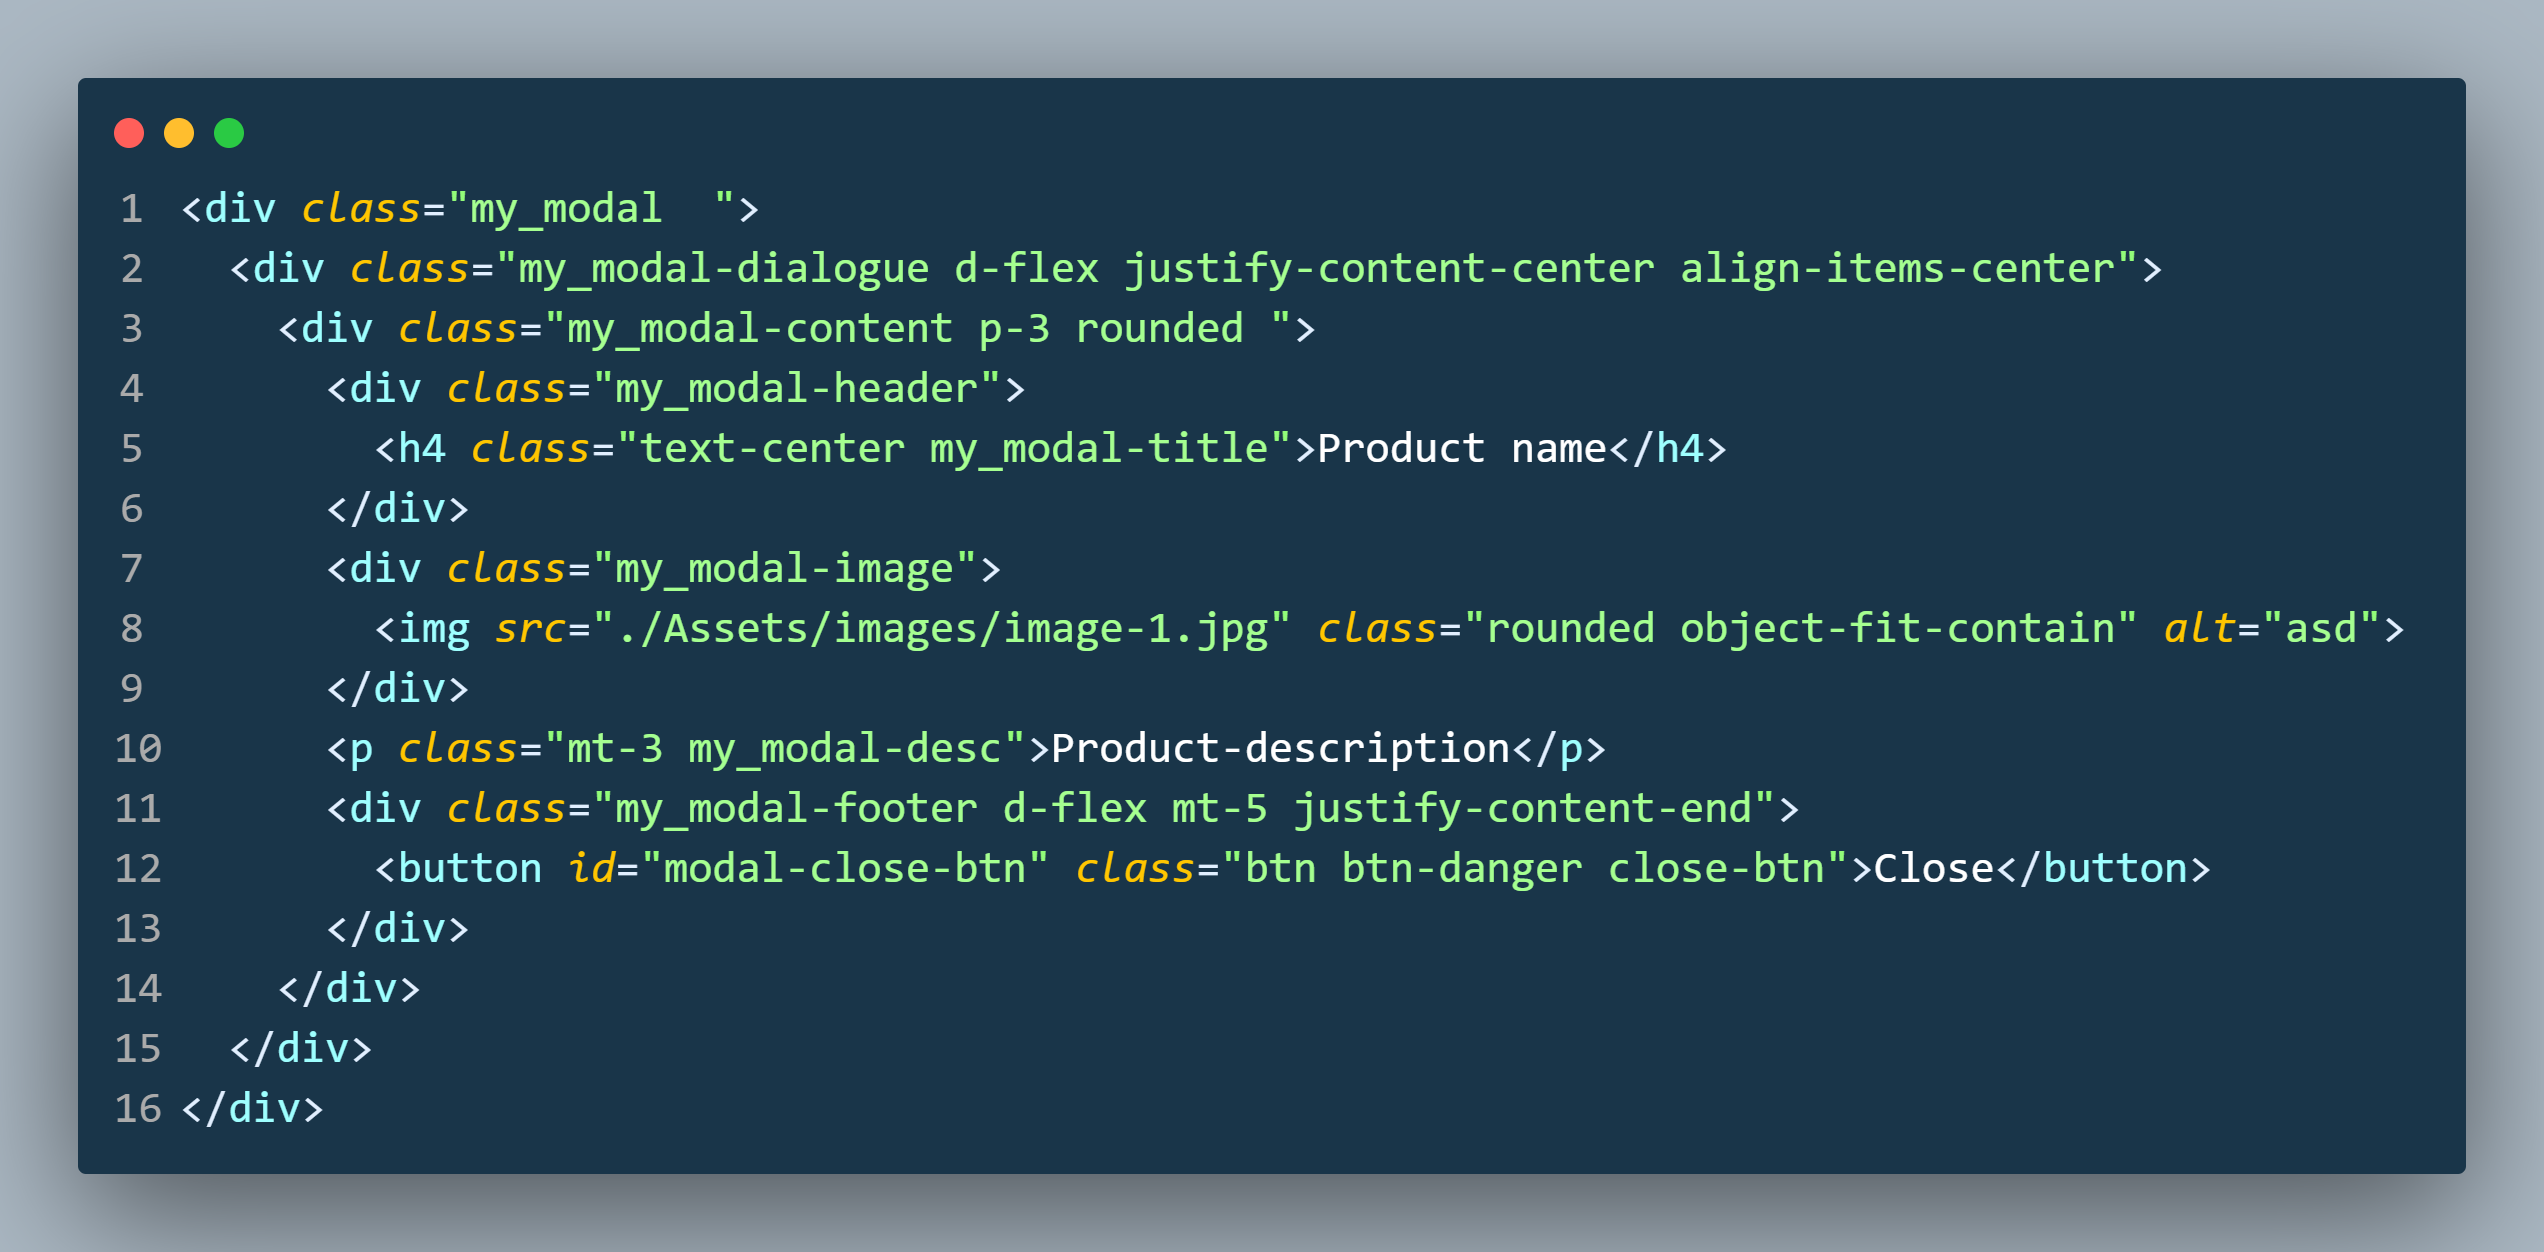 1 <div class="my_modal  ">
2   <div class="my_modal-dialogue d-flex justify-content-center align-items-center">
3     <div class="my_modal-content p-3 rounded ">
4       <div class="my_modal-header">
5         <h4 class="text-center my_modal-title">Product name</h4>
6       </div>
7       <div class="my_modal-image">
8         <img src="./Assets/images/image-1.jpg" class="rounded object-fit-contain" alt="asd">
9       </div>
10       <p class="mt-3 my_modal-desc">Product-description</p>
11       <div class="my_modal-footer d-flex mt-5 justify-content-end">
12         <button id="modal-close-btn" class="btn btn-danger close-btn">Close</button>
13       </div>
14     </div>
15   </div>
16 </div>